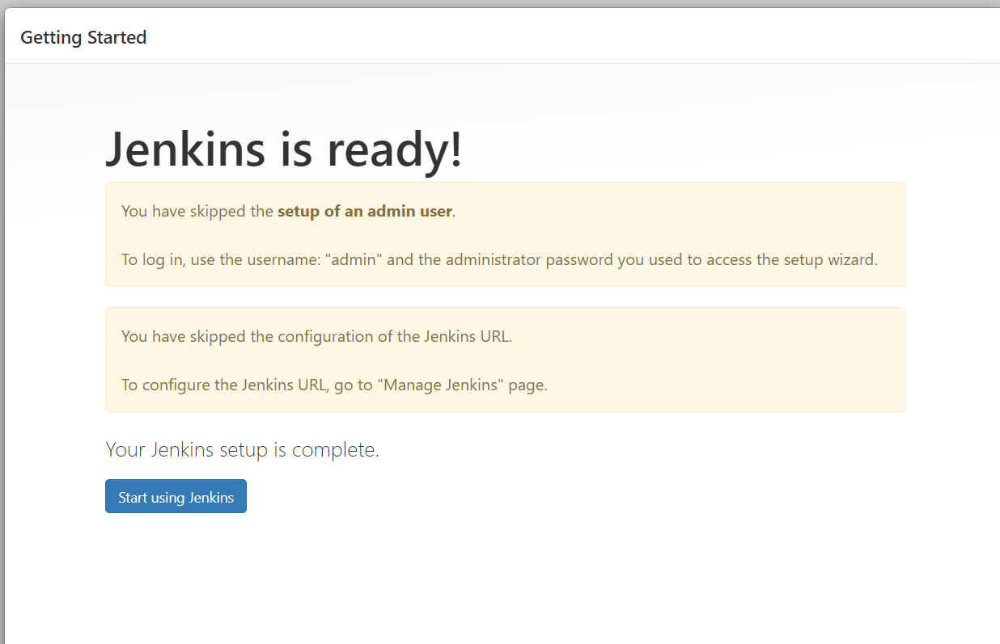 Getting Started
Jenkins is ready!
You have skipped the setup of an admin user.
To log in, use the username: "admin" and the administrator password you used to access the setup wizard.
You have skipped the configuration of the Jenkins URL.
To configure the Jenkins URL, go to "Manage Jenkins" page.
Your Jenkins setup is complete.
Start using Jenkins